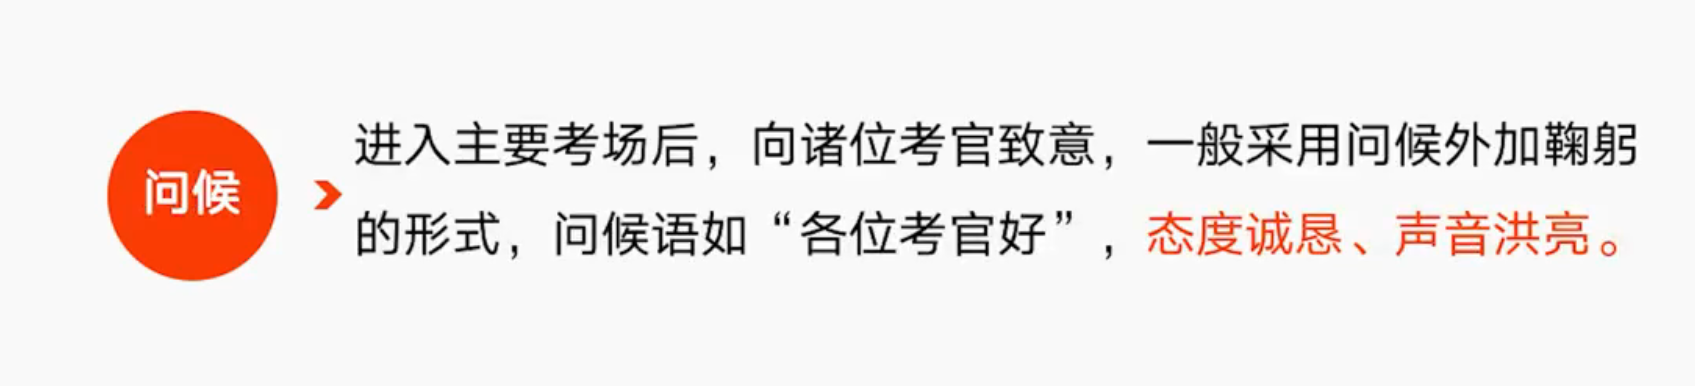 问候
进入主要考场后，向诸位考官致意，一般采用问候外加鞠躬
的形式，问候语如“各位考官好”，态度诚恳、声音洪亮。